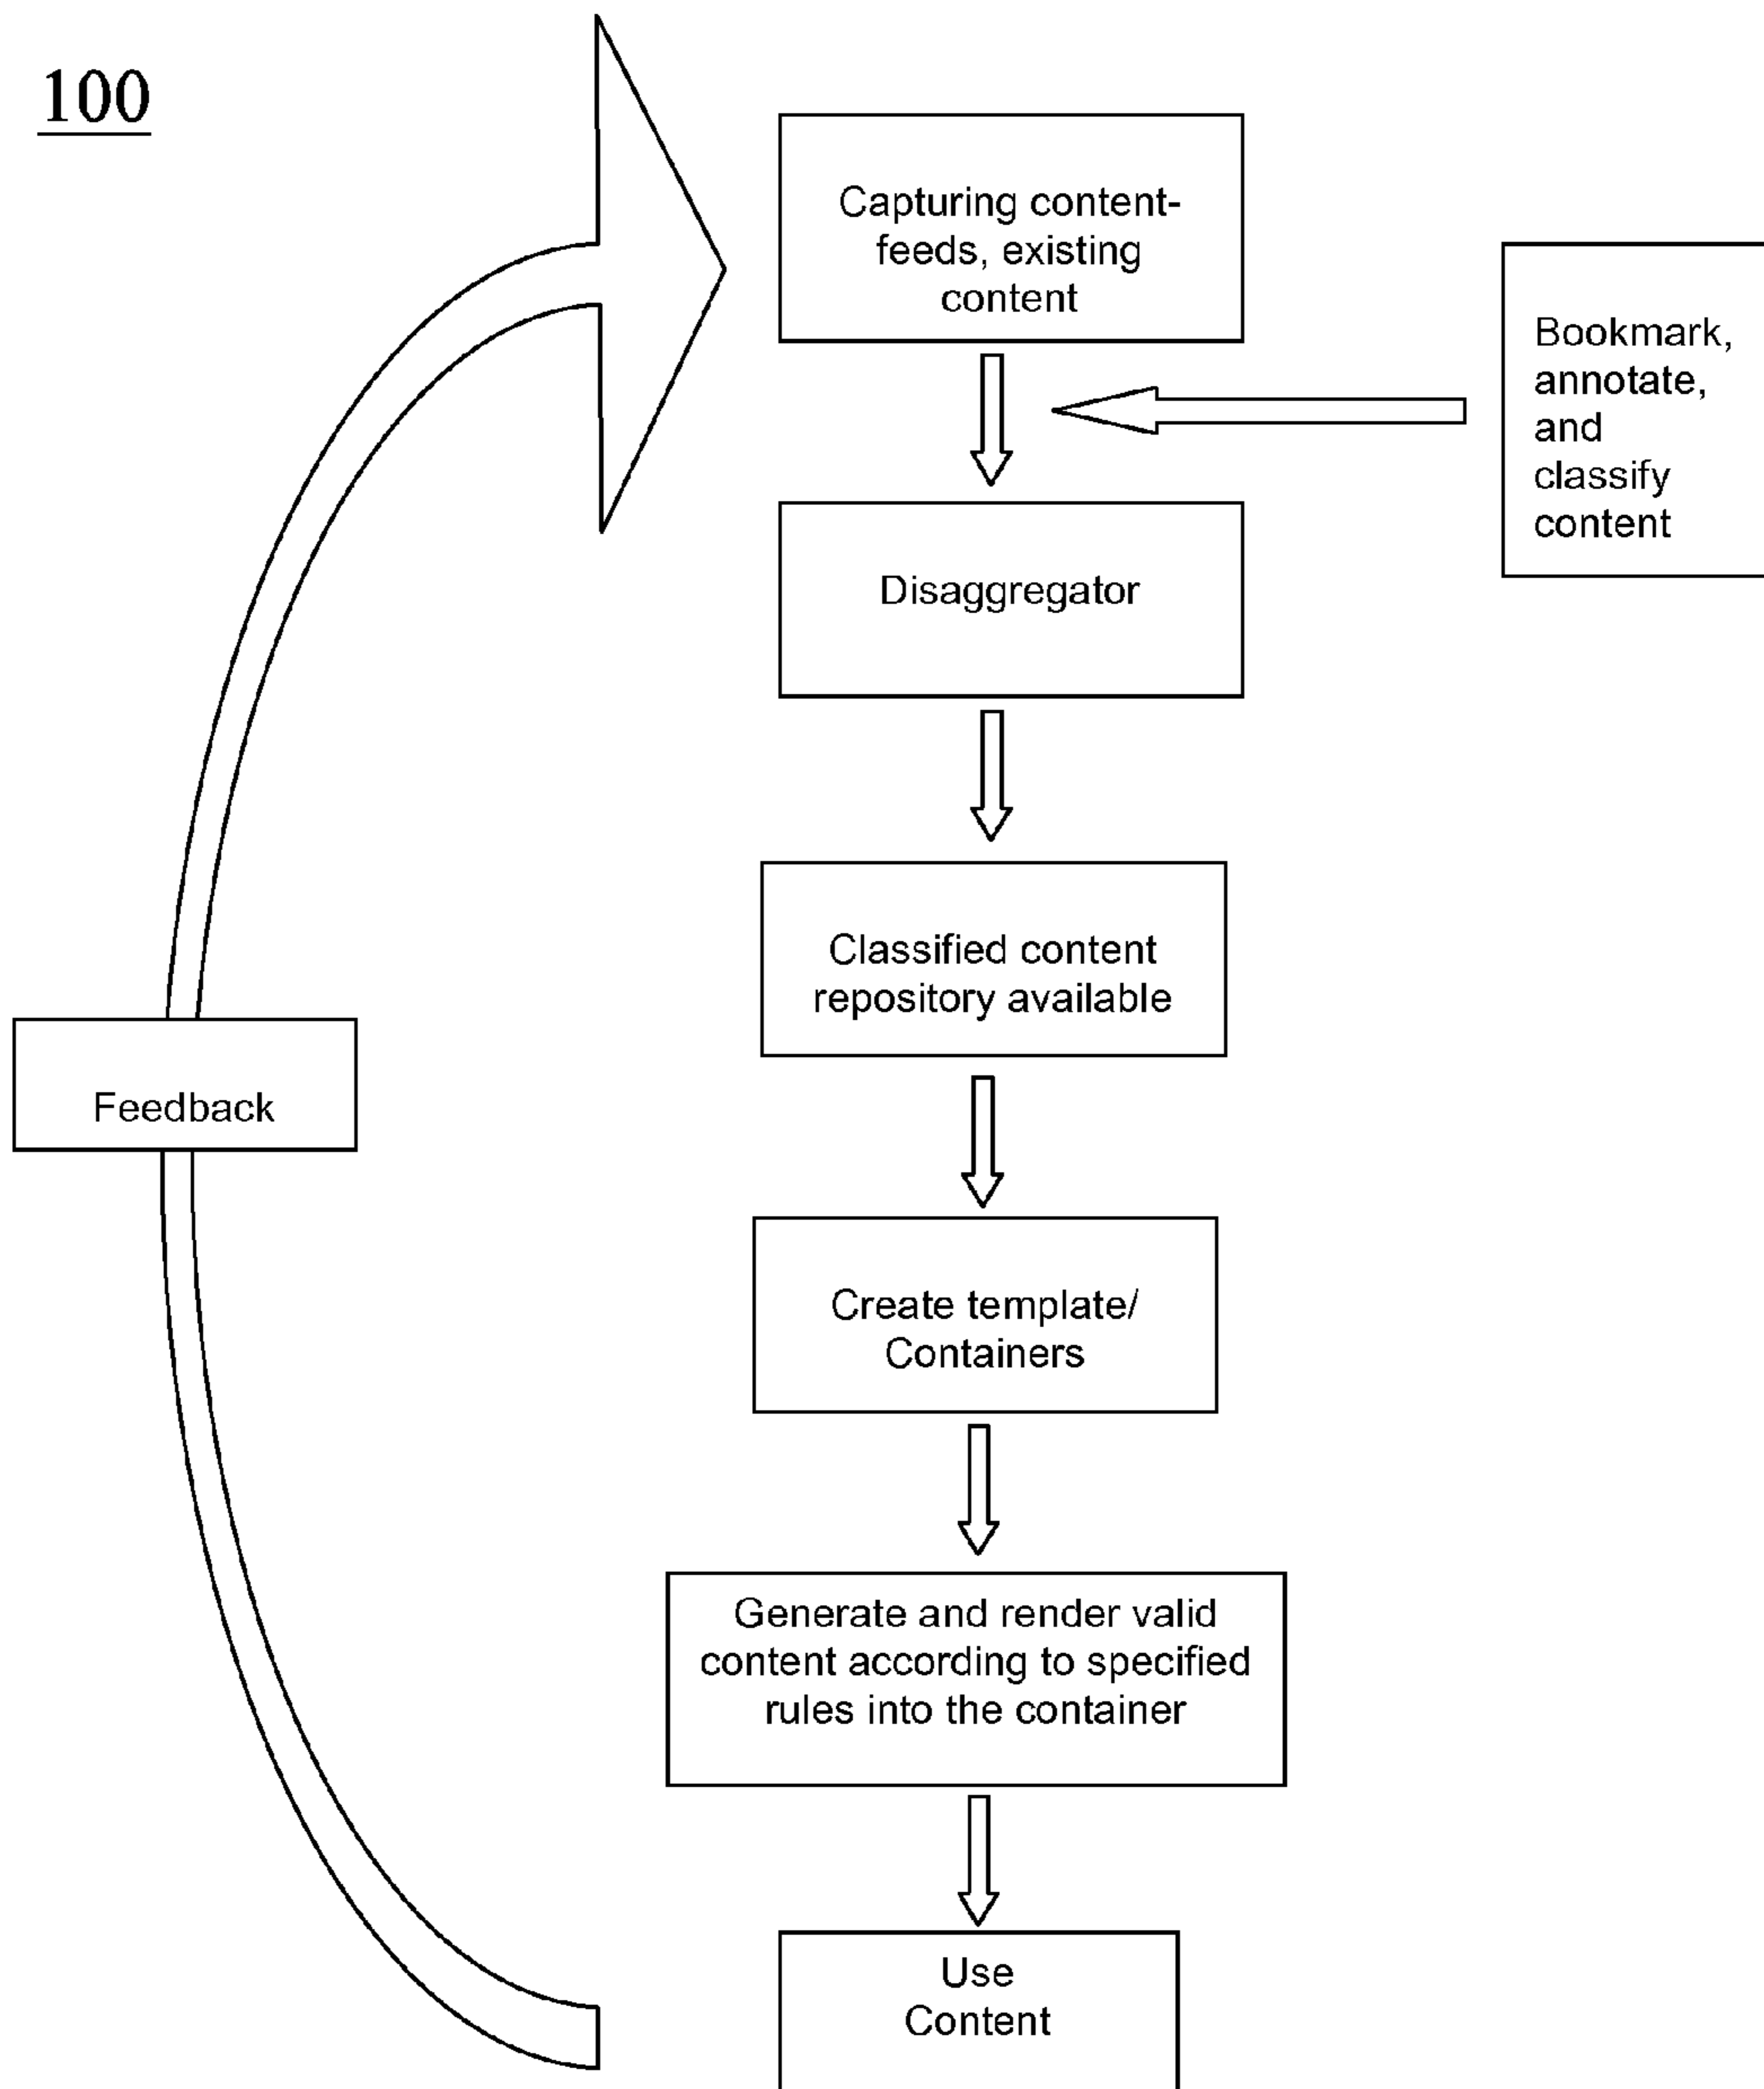 100
Capturing content-
feeds, existing
content
Bookmark,
annotate,
and
classify
content
Disaggregator
Classified content
repository available
Feedback
Create template/
Containers
Generate and render valid
content according to specified
rules into the container
Use
Content